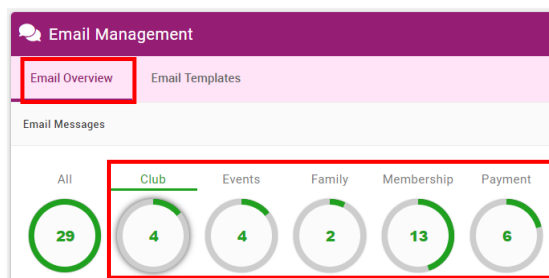 Email Management
Email Overview Email Templates
Email Messages
All Club Events Family Membership Payment
29 4 4 2 13 6